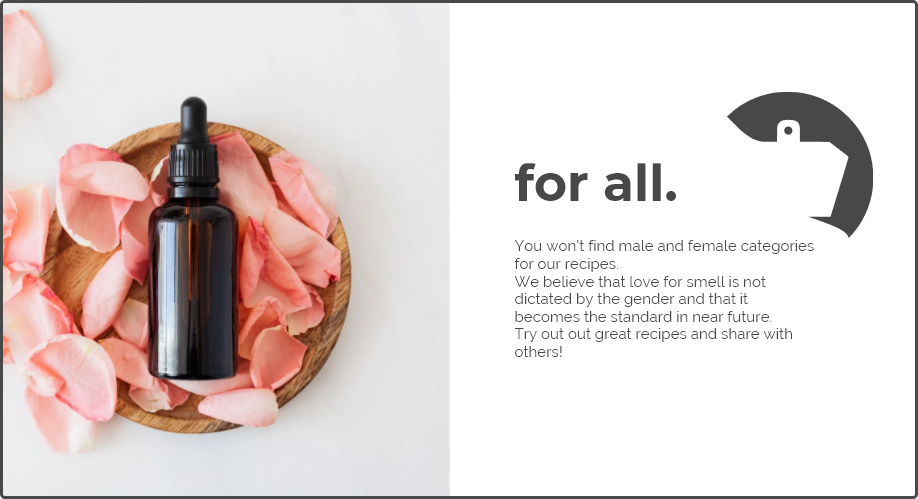 for all.
You won't find male and female categories
for our recipes.
We believe that love for smell is not
dictated by the gender and that it
becomes the standard in near future.
Try out out great recipes and share with
others!